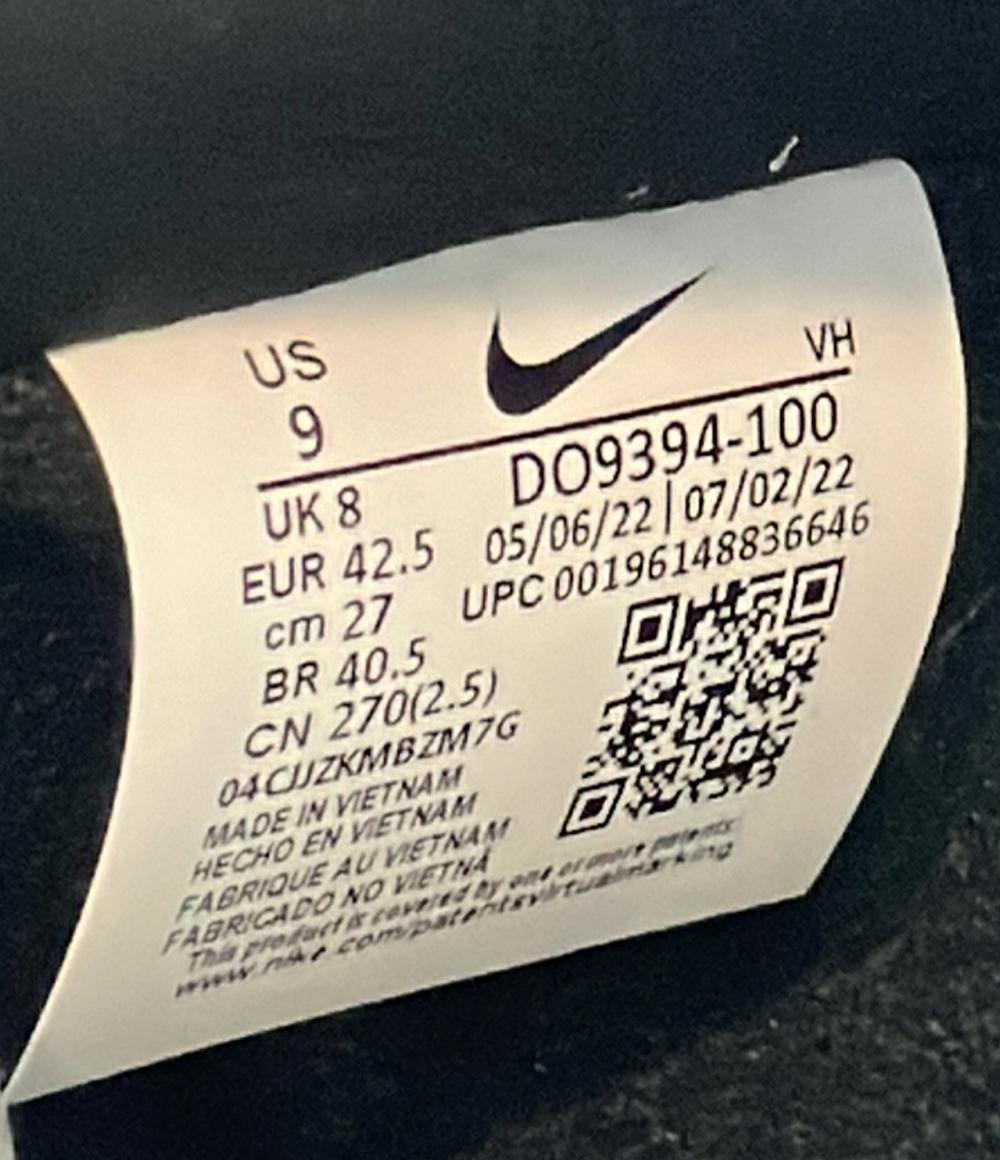 US
VH
9
DO9394-100
UK 8
05/06/22 | 07/02/22
EUR 42.5
UPC 00196148836646
cm 27
BR 40.5
CN 270(2.5)
04CJJZKMBZM7G
MADE IN VIETNAM
HECHO EN VIETNAM
FABRIQUE AU VIETNAM
FABRICADO NO VIETNÃ
This product is covered by one or more patents
www.nike.com/patentsvirtualmarking